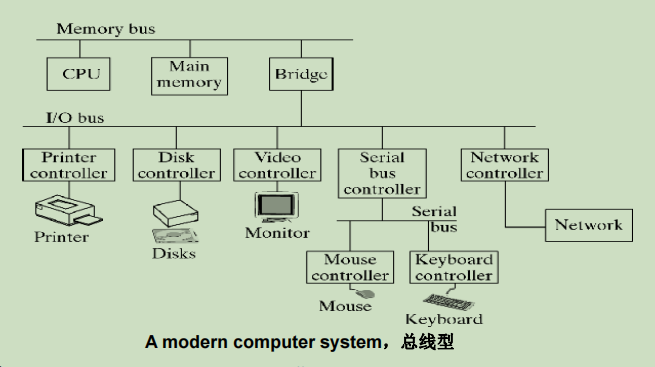 Memory bus
CPU
Main
memory
Bridge
I/O bus
Printer
controller
Disk
controller
Video
controller
Serial
bus
controller
Network
controller
Printer
Disks
Monitor
Serial
bus
Network
Mouse
controller
Keyboard
controller
Mouse
Keyboard
A modern computer system，总线型